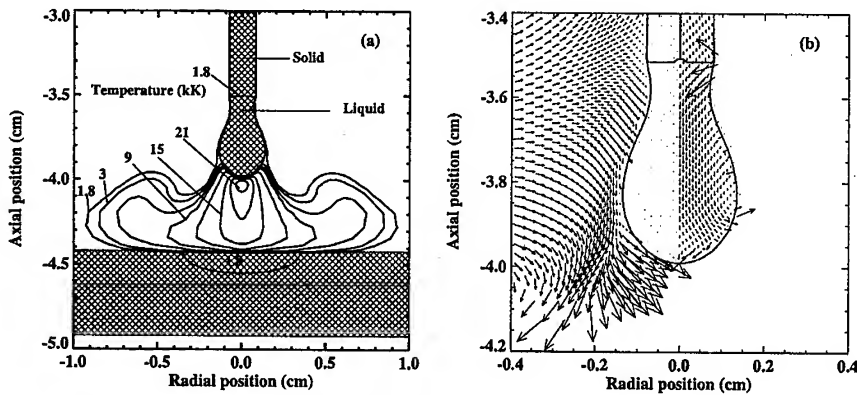 -3.0
-3.5
-4.0
-4.5
-5.0
Axial position (cm)
(a)
Solid
1.8
Temperature (kK)
Liquid
21
15
9
3
1.8
-1.0
-0.5
0.0
0.5
1.0
Radial position (cm)
-3.4
-3.6
-3.8
-4.0
-4.2
Axial position (cm)
(b)
-0.4
-0.2
0.0
0.2
0.4
Radial position (cm)